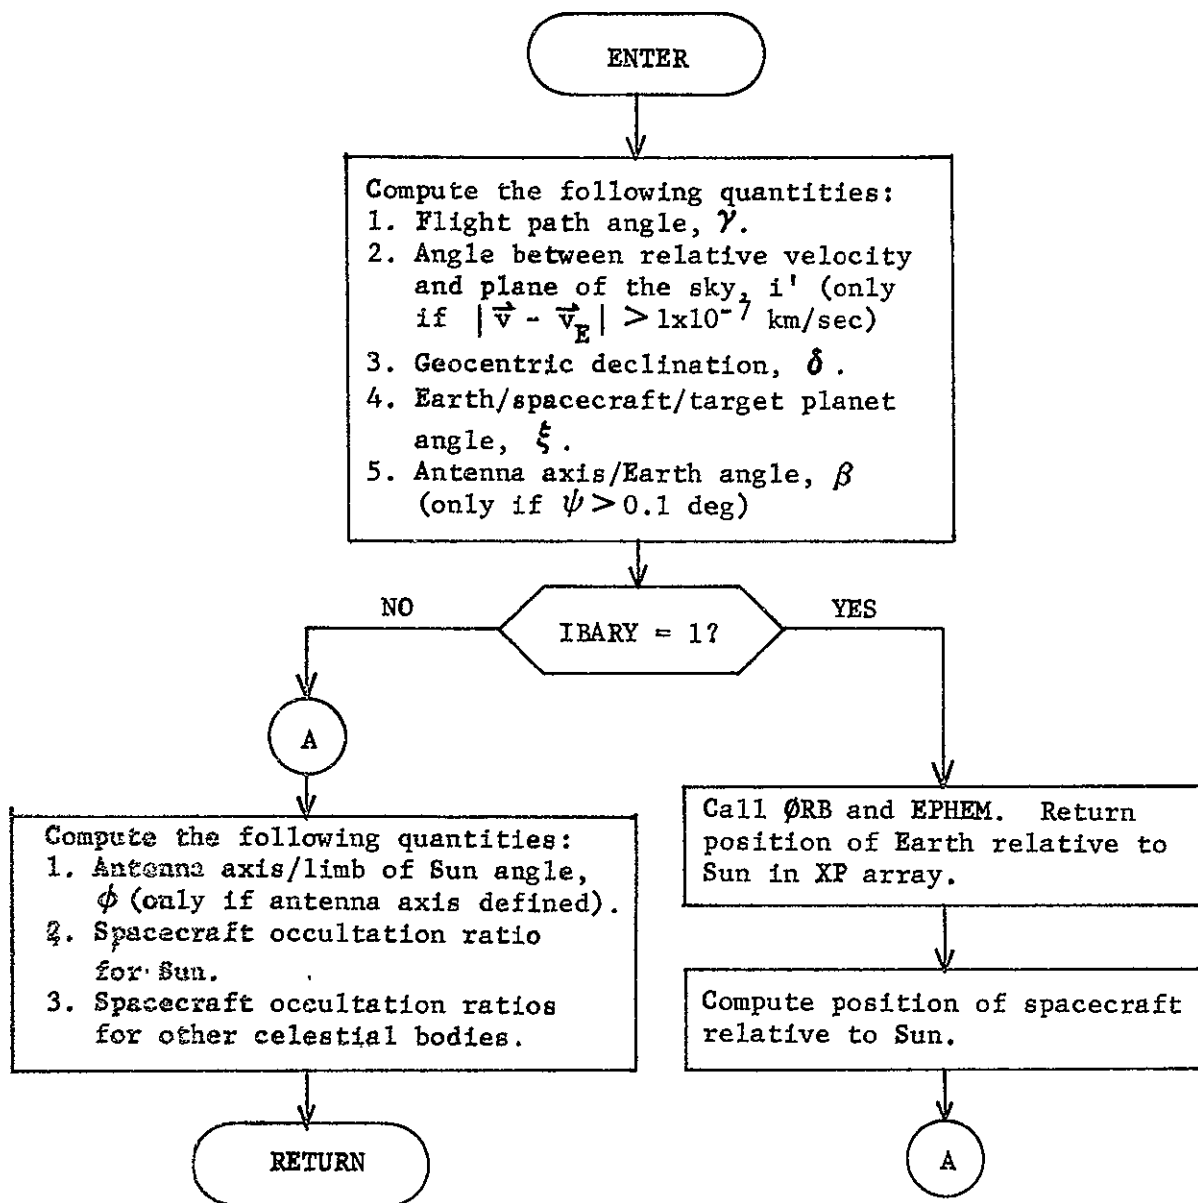 ENTER
Compute the following quantities:
1. Flight path angle, γ.
2. Angle between relative velocity
and plane of the sky, i' (only
if |v⃗ - v⃗_E| > 1x10⁻⁷ km/sec)
3. Geocentric declination, δ.
4. Earth/spacecraft/target planet
angle, ξ.
5. Antenna axis/Earth angle, β
(only if ψ > 0.1 deg)
NO
IBARY = 1?
YES
A
Compute the following quantities:
1. Antenna axis/limb of Sun angle,
ϕ (only if antenna axis defined).
2. Spacecraft occultation ratio
for Sun.
3. Spacecraft occultation ratios
for other celestial bodies.
RETURN
Call ØRB and EPHEM. Return
position of Earth relative to
Sun in XP array.
Compute position of spacecraft
relative to Sun.
A